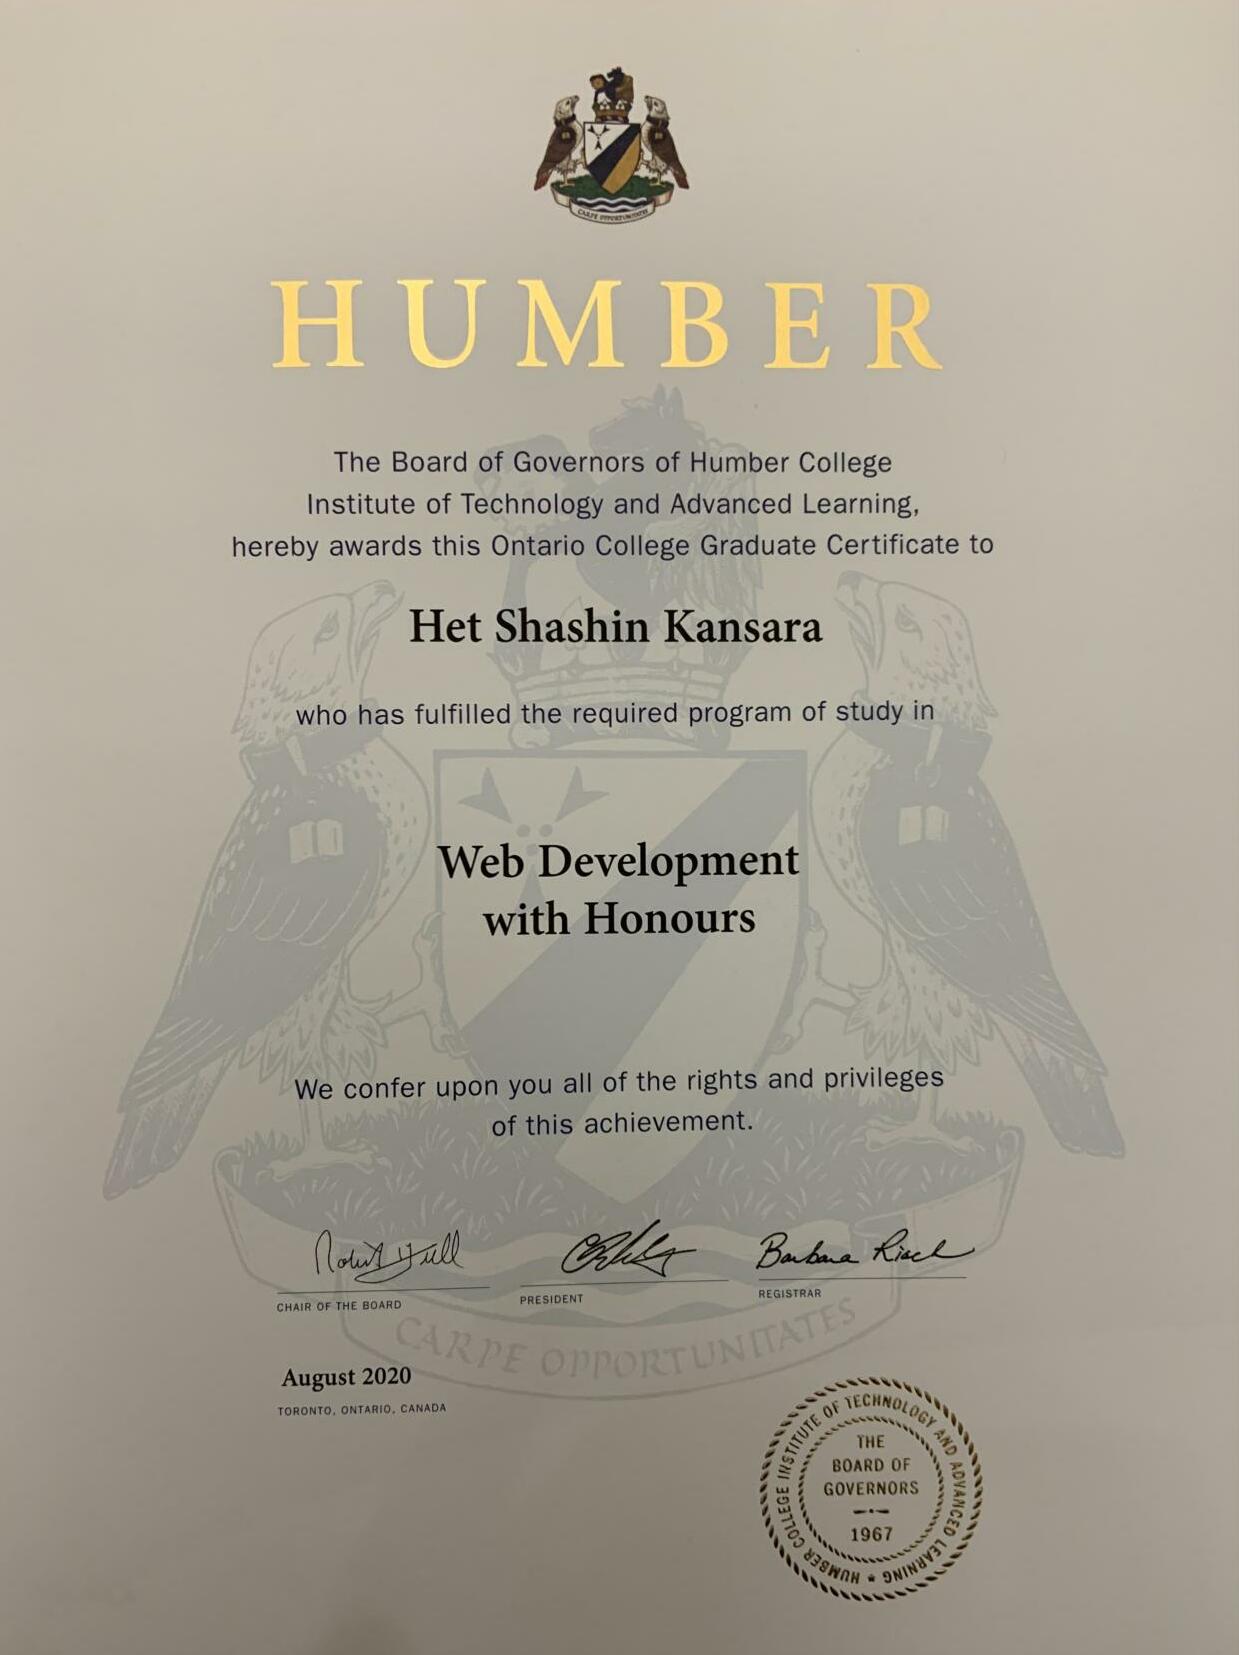 CARPE OPPORTUNITATES
HUMBER
The Board of Governors of Humber College
Institute of Technology and Advanced Learning,
hereby awards this Ontario College Graduate Certificate to
Het Shashin Kansara
who has fulfilled the required program of study in
Web Development
with Honours
We confer upon you all of the rights and privileges
of this achievement.
Barbara Riach
CHAIR OF THE BOARD
PRESIDENT
REGISTRAR
CARPE OPPORTUNITATES
August 2020
TORONTO, ONTARIO, CANADA
HUMBER COLLEGE INSTITUTE OF TECHNOLOGY AND ADVANCED LEARNING
THE
BOARD OF
GOVERNORS
1967